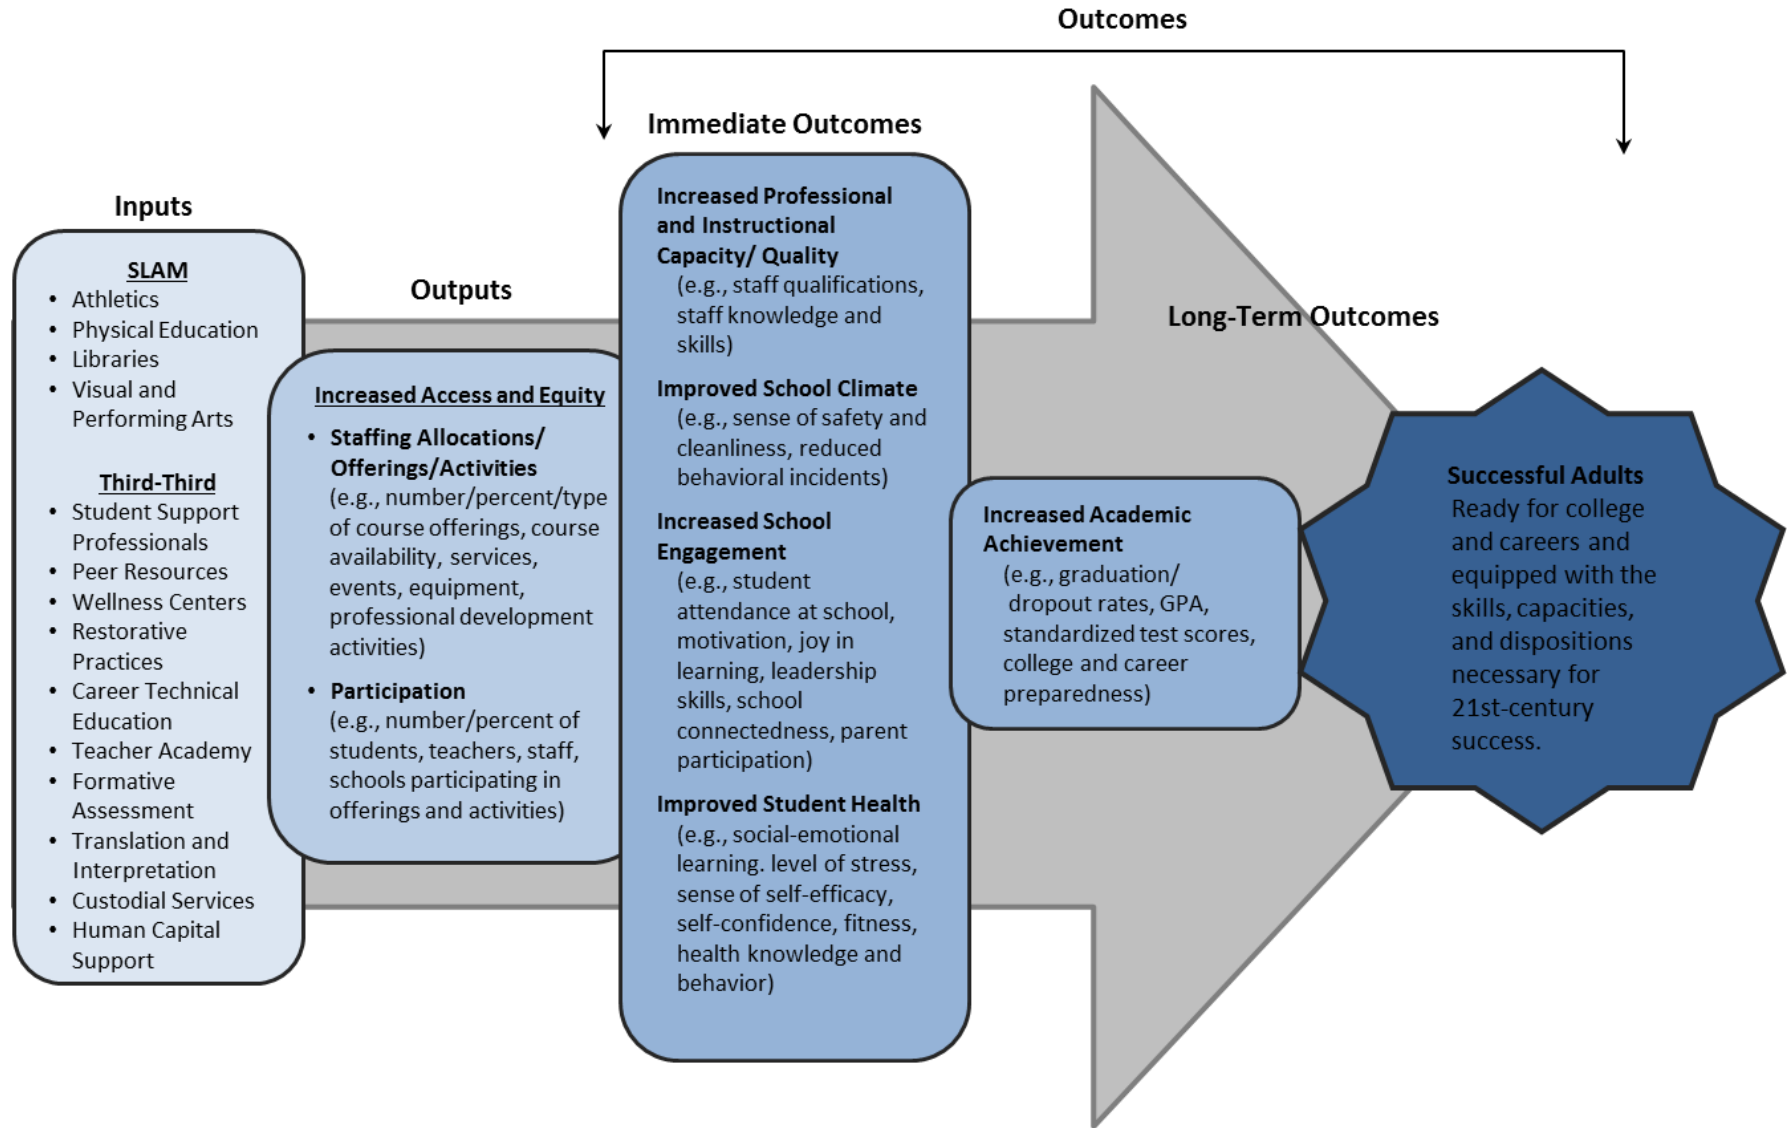 Outcomes
Inputs
SLAM
• Athletics
• Physical Education
• Libraries
• Visual and
Performing Arts
Third-Third
• Student Support
Professionals
• Peer Resources
• Wellness Centers
• Restorative
Practices
• Career Technical
Education
• Teacher Academy
• Formative
Assessment
• Translation and
Interpretation
• Custodial Services
• Human Capital
Support
Outputs
Increased Access and Equity
• Staffing Allocations/
Offerings/Activities
(e.g., number/percent/type
of course offerings, course
availability, services,
events, equipment,
professional development
activities)
• Participation
(e.g., number/percent of
students, teachers, staff,
schools participating in
offerings and activities)
Immediate Outcomes
Increased Professional
and Instructional
Capacity/ Quality
(e.g., staff qualifications,
staff knowledge and
skills)
Improved School Climate
(e.g., sense of safety and
cleanliness, reduced
behavioral incidents)
Increased School
Engagement
(e.g., student
attendance at school,
motivation, joy in
learning, leadership
skills, school
connectedness, parent
participation)
Improved Student Health
(e.g., social-emotional
learning. level of stress,
sense of self-efficacy,
self-confidence, fitness,
health knowledge and
behavior)
Long-Term Outcomes
Increased Academic
Achievement
(e.g., graduation/
dropout rates, GPA,
standardized test scores,
college and career
preparedness)
Successful Adults
Ready for college
and careers and
equipped with the
skills, capacities,
and dispositions
necessary for
21st-century
success.